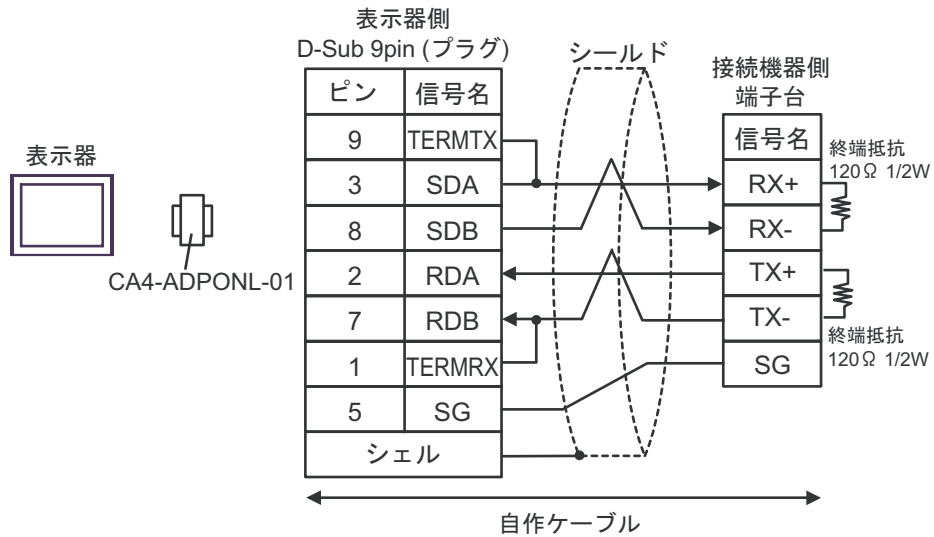 表示器側
D-Sub 9pin (プラグ)
シールド
接続機器側
端子台
ピン 信号名
信号名
9 TERMTX
3 SDA
8 SDB
2 RDA
7 RDB
1 TERMRX
5 SG
シェル
RX+
RX-
TX+
TX-
SG
終端抵抗
120Ω 1/2W
終端抵抗
120Ω 1/2W
表示器
CA4-ADPONL-01
自作ケーブル